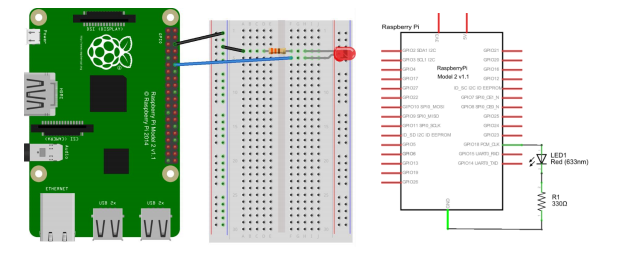 DSI (DISPLAY)
GPIO
Power
HDMI
Raspberry Pi Model 2 v1.1
© Raspberry Pi 2014
CSI (CAMERA)
Audio
ETHERNET
USB 2x
USB 2x
Raspberry Pi
3V3
5V
RaspberryPi
Model 2 v1.1
GPIO2 SDA1 I2C
GPIO3 SCL1 I2C
GPIO4
GPIO17
GPIO27
GPIO22
GPIO10 SPI0_MOSI
GPIO9 SPI0_MISO
GPIO11 SPI0_SCLK
ID_SD I2C ID EEPROM
GPIO5
GPIO6
GPIO13
GPIO19
GPIO26
GPIO21
GPIO20
GPIO16
GPIO12
ID_SC I2C ID EEPROM
GPIO7 SPI0_CE1_N
GPIO8 SPI0_CE0_N
GPIO25
GPIO24
GPIO23
GPIO18 PCM_CLK
GPIO15 UART0_RXD
GPIO14 UART0_TXD
GND
LED1
Red (633nm)
R1
330Ω